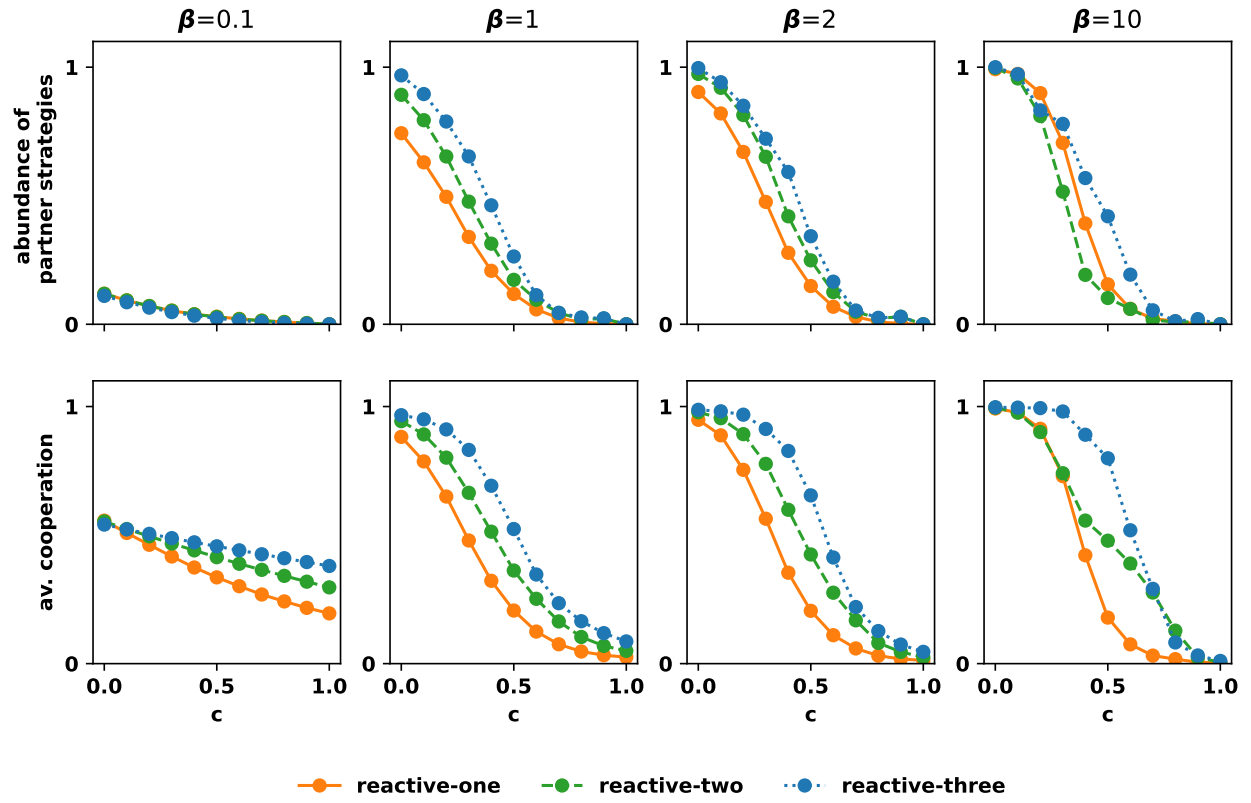 β=0.1 β=1 β=2 β=10
abundance of
partner strategies
1 1 1 1
0 0 0 0
av. cooperation
1 1 1 1
0 0 0 0
0.0 0.5 1.0 0.0 0.5 1.0 0.0 0.5 1.0 0.0 0.5 1.0
c c c c
reactive-one reactive-two reactive-three